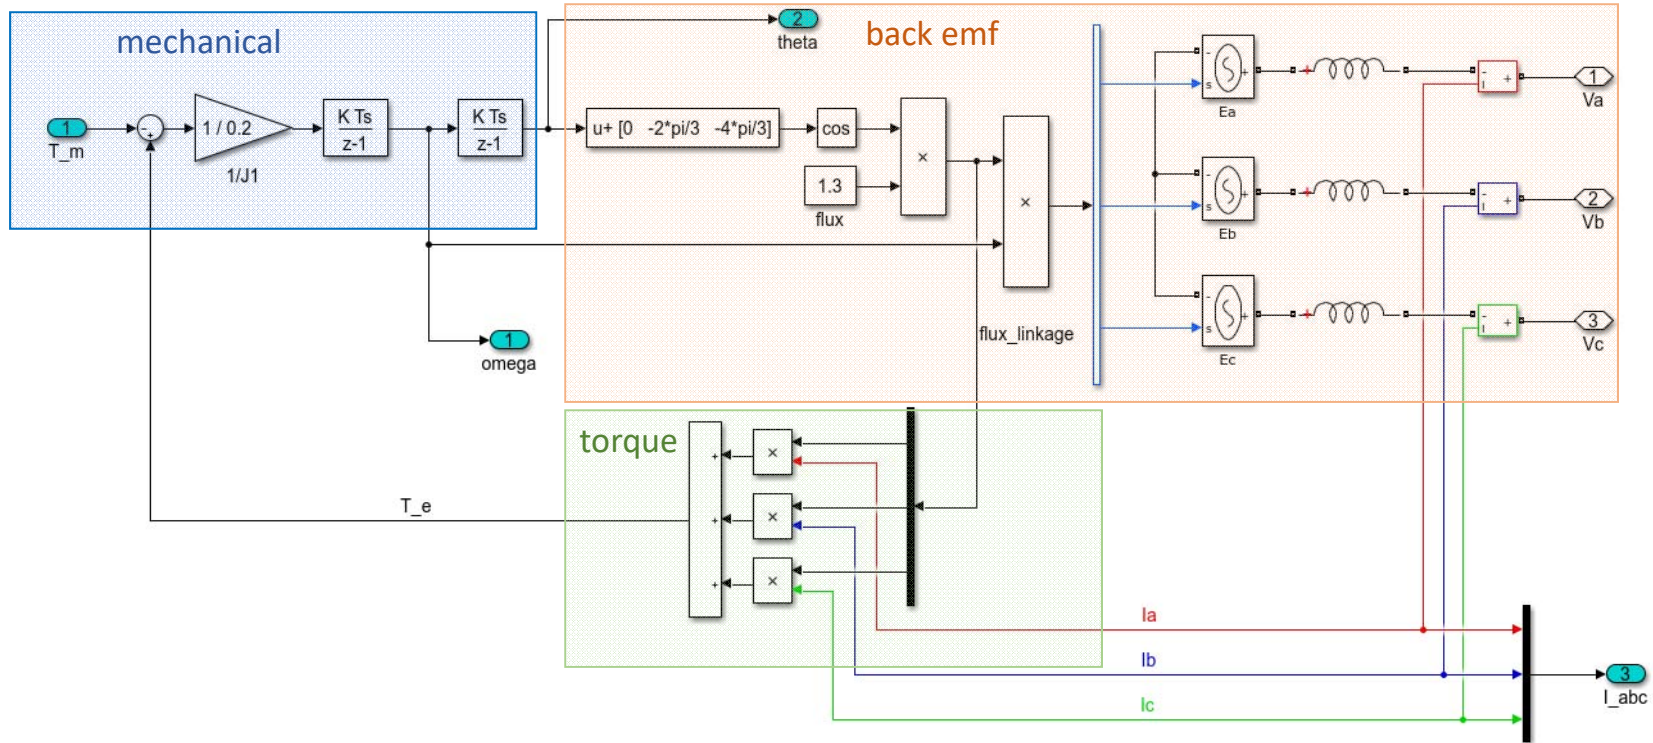 mechanical
back emf
2
theta
1
T_m
-
+
1 / 0.2
1/J1
K Ts
z-1
K Ts
z-1
u+ [0 -2*pi/3 -4*pi/3]
cos
×
1.3
flux
×
flux_linkage
1
omega
-
s
+
Ea
+
-
I
+
1
Va
-
s
+
Eb
+
-
I
+
2
Vb
-
s
+
Ec
+
-
I
+
3
Vc
torque
+
×
+
×
+
×
T_e
Ia
Ib
Ic
3
I_abc